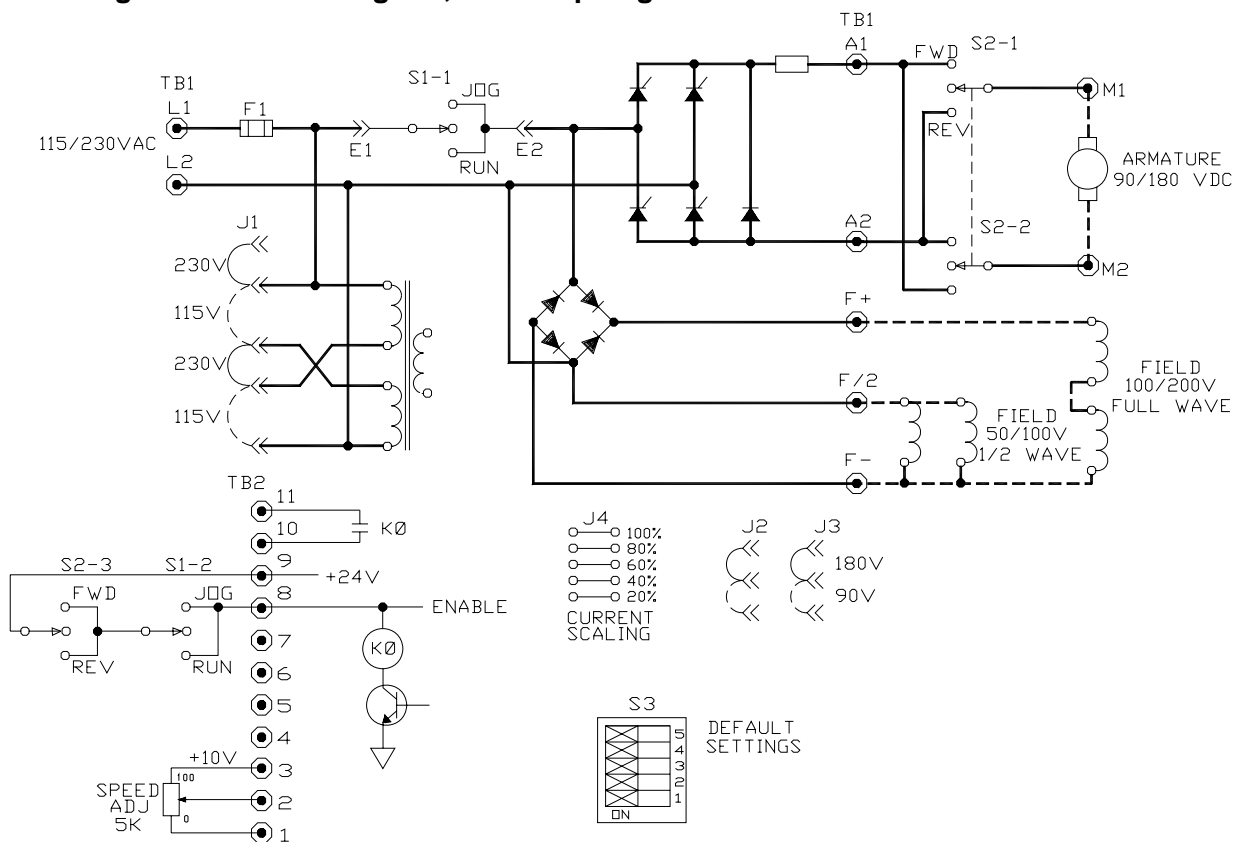 TB1
L1
F1
115/230VAC
L2
S1-1
JOG
E1
E2
RUN
TB1
A1
FWD
S2-1
REV
M1
ARMATURE
90/180 VDC
A2
S2-2
M2
J1
230V
115V
230V
115V
F+
F/2
F-
FIELD
50/100V
1/2 WAVE
FIELD
100/200V
FULL WAVE
TB2
11
10
KØ
9
+24V
8
ENABLE
S2-3
S1-2
FWD
JOG
REV
RUN
7
KØ
6
5
4
+10V
3
100
SPEED
ADJ
5K
2
0
1
J4
100%
80%
60%
40%
20%
CURRENT
SCALING
J2
J3
180V
90V
S3
5
4
3
2
1
ON
DEFAULT
SETTINGS